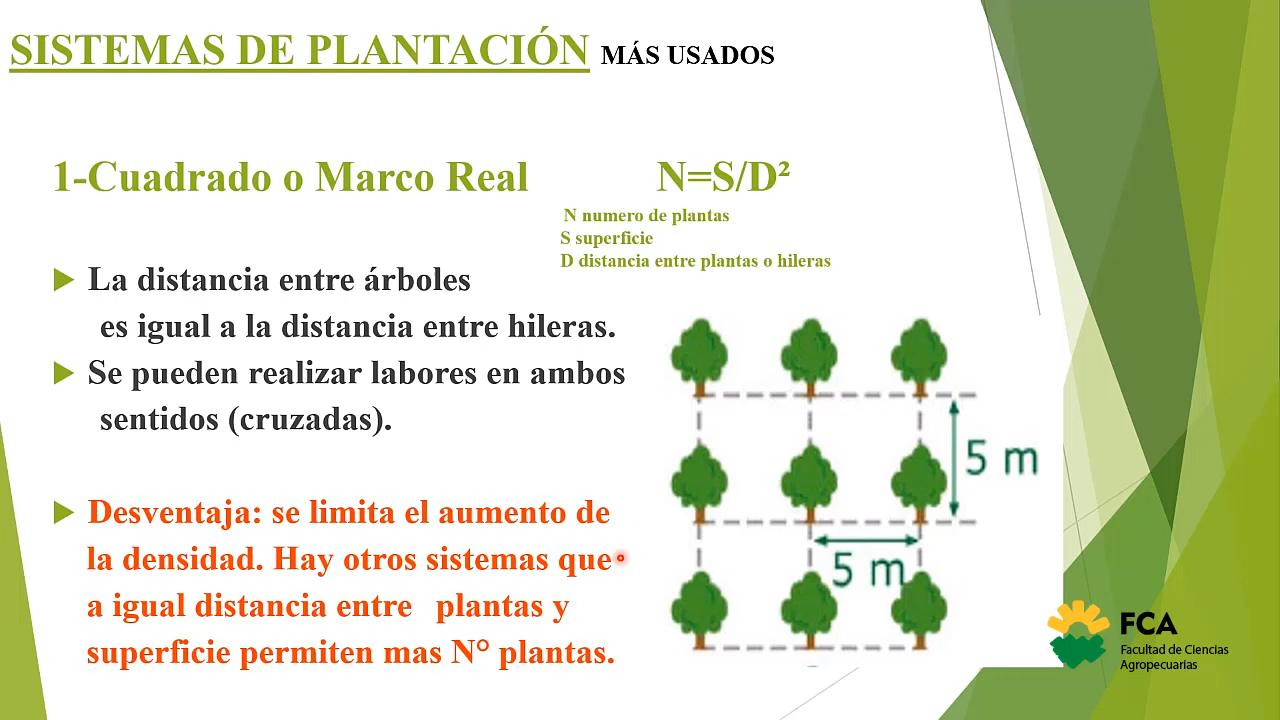 SISTEMAS DE PLANTACIÓN MÁS USADOS
1-Cuadrado o Marco Real N=S/D²
N numero de plantas
S superficie
D distancia entre plantas o hileras
La distancia entre árboles
es igual a la distancia entre hileras.
Se pueden realizar labores en ambos
sentidos (cruzadas).
Desventaja: se limita el aumento de
la densidad. Hay otros sistemas que
a igual distancia entre plantas y
superficie permiten mas N° plantas.
5 m
5 m
FCA
Facultad de Ciencias
Agropecuarias